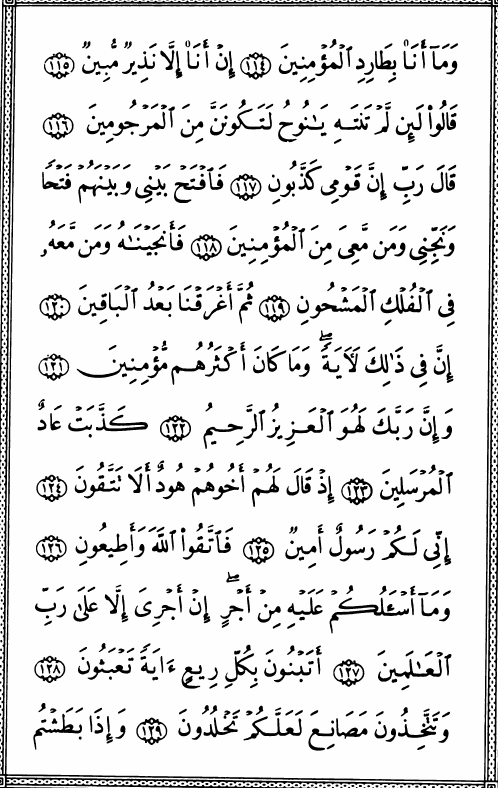 وَمَآ أَنَا۠ بِطَارِدِ ٱلْمُؤْمِنِينَ ١١٤ إِنْ أَنَا۠ إِلَّا نَذِيرٌ مُّبِينٌ ١١٥
قَالُوا۟ لَئِن لَّمْ تَنتَهِ يَـٰنُوحُ لَتَكُونَنَّ مِنَ ٱلْمَرْجُومِينَ ١١٦
قَالَ رَبِّ إِنَّ قَوْمِى كَذَّبُونِ ١١٧ فَٱفْتَحْ بَيْنِى وَبَيْنَهُمْ فَتْحًا
وَنَجِّنِى وَمَن مَّعِىَ مِنَ ٱلْمُؤْمِنِينَ ١١٨ فَأَنجَيْنَـٰهُ وَمَن مَّعَهُۥ
فِى ٱلْفُلْكِ ٱلْمَشْحُونِ ١١٩ ثُمَّ أَغْرَقْنَا بَعْدُ ٱلْبَاقِينَ ١٢٠
إِنَّ فِى ذَٰلِكَ لَـَٔايَةً ۖ وَمَا كَانَ أَكْثَرُهُم مُّؤْمِنِينَ ١٢١
وَإِنَّ رَبَّكَ لَهُوَ ٱلْعَزِيزُ ٱلرَّحِيمُ ١٢٢ كَذَّبَتْ عَادٌ
ٱلْمُرْسَلِينَ ١٢٣ إِذْ قَالَ لَهُمْ أَخُوهُمْ هُودٌ أَلَا تَتَّقُونَ ١٢٤
إِنِّى لَكُمْ رَسُولٌ أَمِينٌ ١٢٥ فَٱتَّقُوا۟ ٱللَّهَ وَأَطِيعُونِ ١٢٦
وَمَآ أَسْـَٔلُكُمْ عَلَيْهِ مِنْ أَجْرٍ ۖ إِنْ أَجْرِىَ إِلَّا عَلَىٰ رَبِّ
ٱلْعَـٰلَمِينَ ١٢٧ أَتَبْنُونَ بِكُلِّ رِيعٍ ءَايَةً تَعْبَثُونَ ١٢٨
وَتَتَّخِذُونَ مَصَانِعَ لَعَلَّكُمْ تَخْلُدُونَ ١٢٩ وَإِذَا بَطَشْتُم